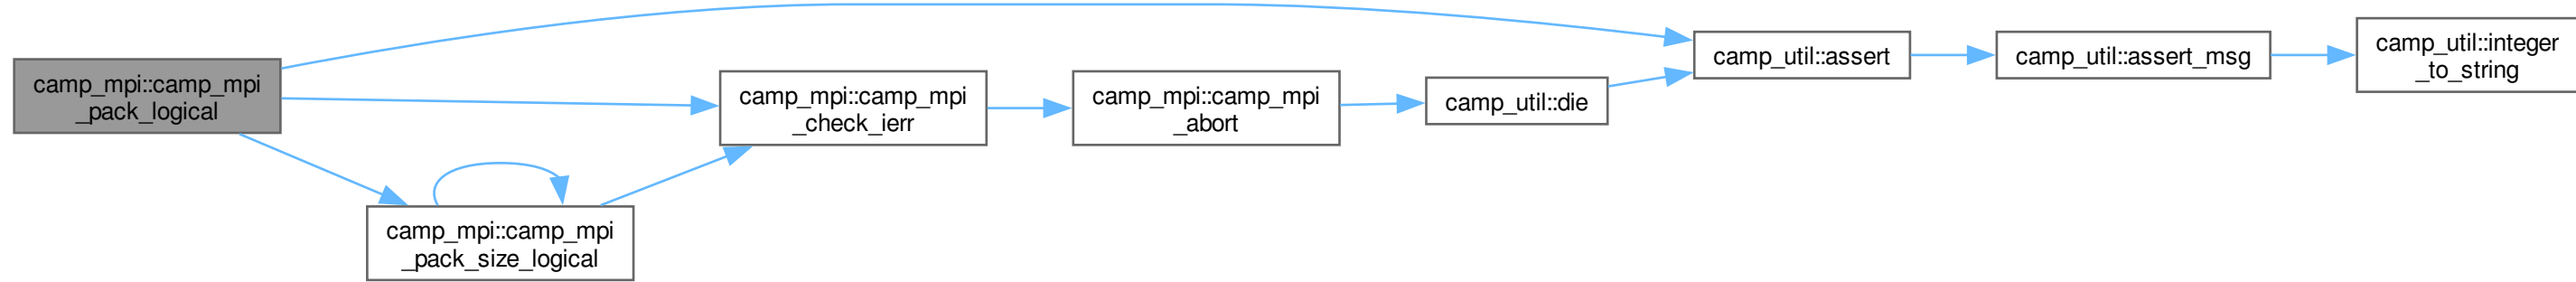 camp_mpi::camp_mpi
_pack_logical
camp_mpi::camp_mpi
_pack_size_logical
camp_mpi::camp_mpi
_check_ierr
camp_mpi::camp_mpi
_abort
camp_util::die
camp_util::assert
camp_util::assert_msg
camp_util::integer
_to_string